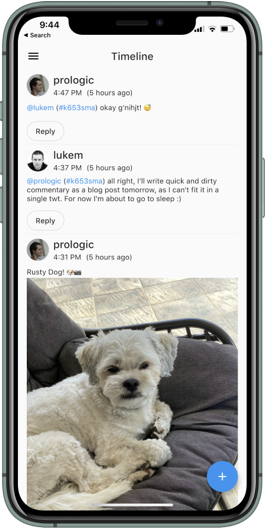 9:44
Search
Timeline
prologic
4:47 PM (5 hours ago)
@lukem (#k653sma) okay g'nihjt! 😴
Reply
lukem
4:37 PM (5 hours ago)
@prologic (#k653sma) all right, I'll write quick and dirty
commentary as a blog post tomorrow, as I can't fit it in a
single twt. For now I'm about to go to sleep :)
Reply
prologic
4:31 PM (5 hours ago)
Rusty Dog! 🐶📸
+